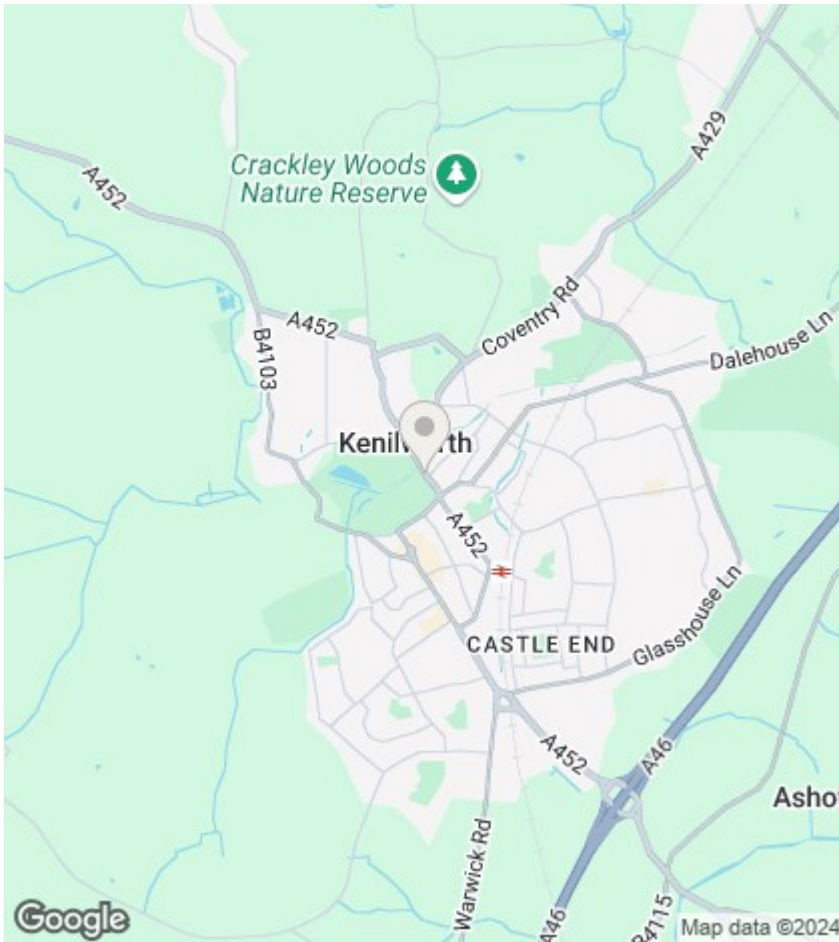 A429
Crackley Woods
Nature Reserve
A452
Coventry Rd
A452
Dalehouse Ln
B4103
Kenilworth
A452
Glasshouse Ln
CASTLE END
A452
A46
Warwick Rd
A46
B4115
Google
Map data ©2024